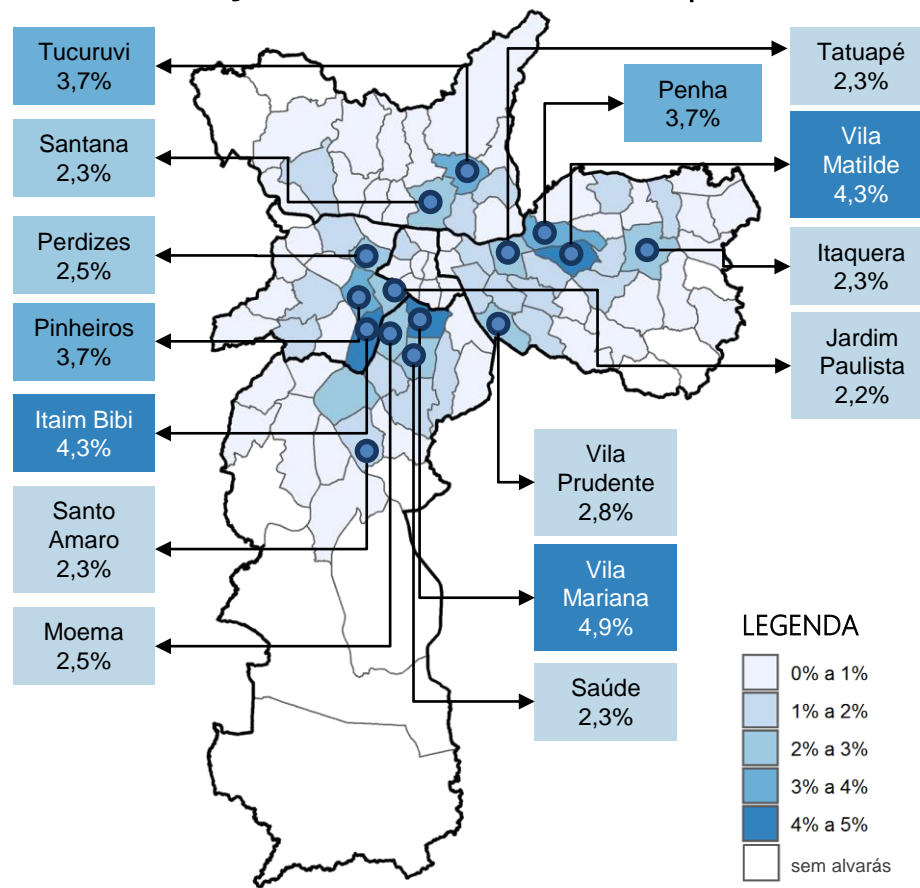 Tucuruvi
3,7%
Santana
2,3%
Perdizes
2,5%
Pinheiros
3,7%
Itaim Bibi
4,3%
Santo
Amaro
2,3%
Moema
2,5%
Tatuapé
2,3%
Penha
3,7%
Vila
Matilde
4,3%
Itaquera
2,3%
Jardim
Paulista
2,2%
Vila
Prudente
2,8%
Vila
Mariana
4,9%
Saúde
2,3%
LEGENDA
0% a 1%
1% a 2%
2% a 3%
3% a 4%
4% a 5%
sem alvarás